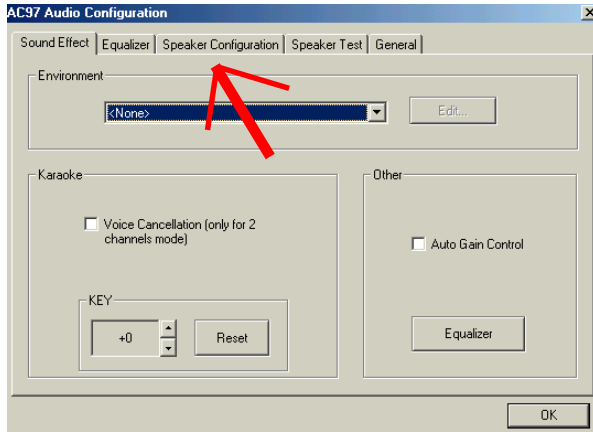 AC97 Audio Configuration
Sound Effect Equalizer Speaker Configuration Speaker Test General
Environment
<None>
Edit...
Karaoke
Voice Cancellation (only for 2
channels mode)
KEY
+0
Reset
Other
Auto Gain Control
Equalizer
OK